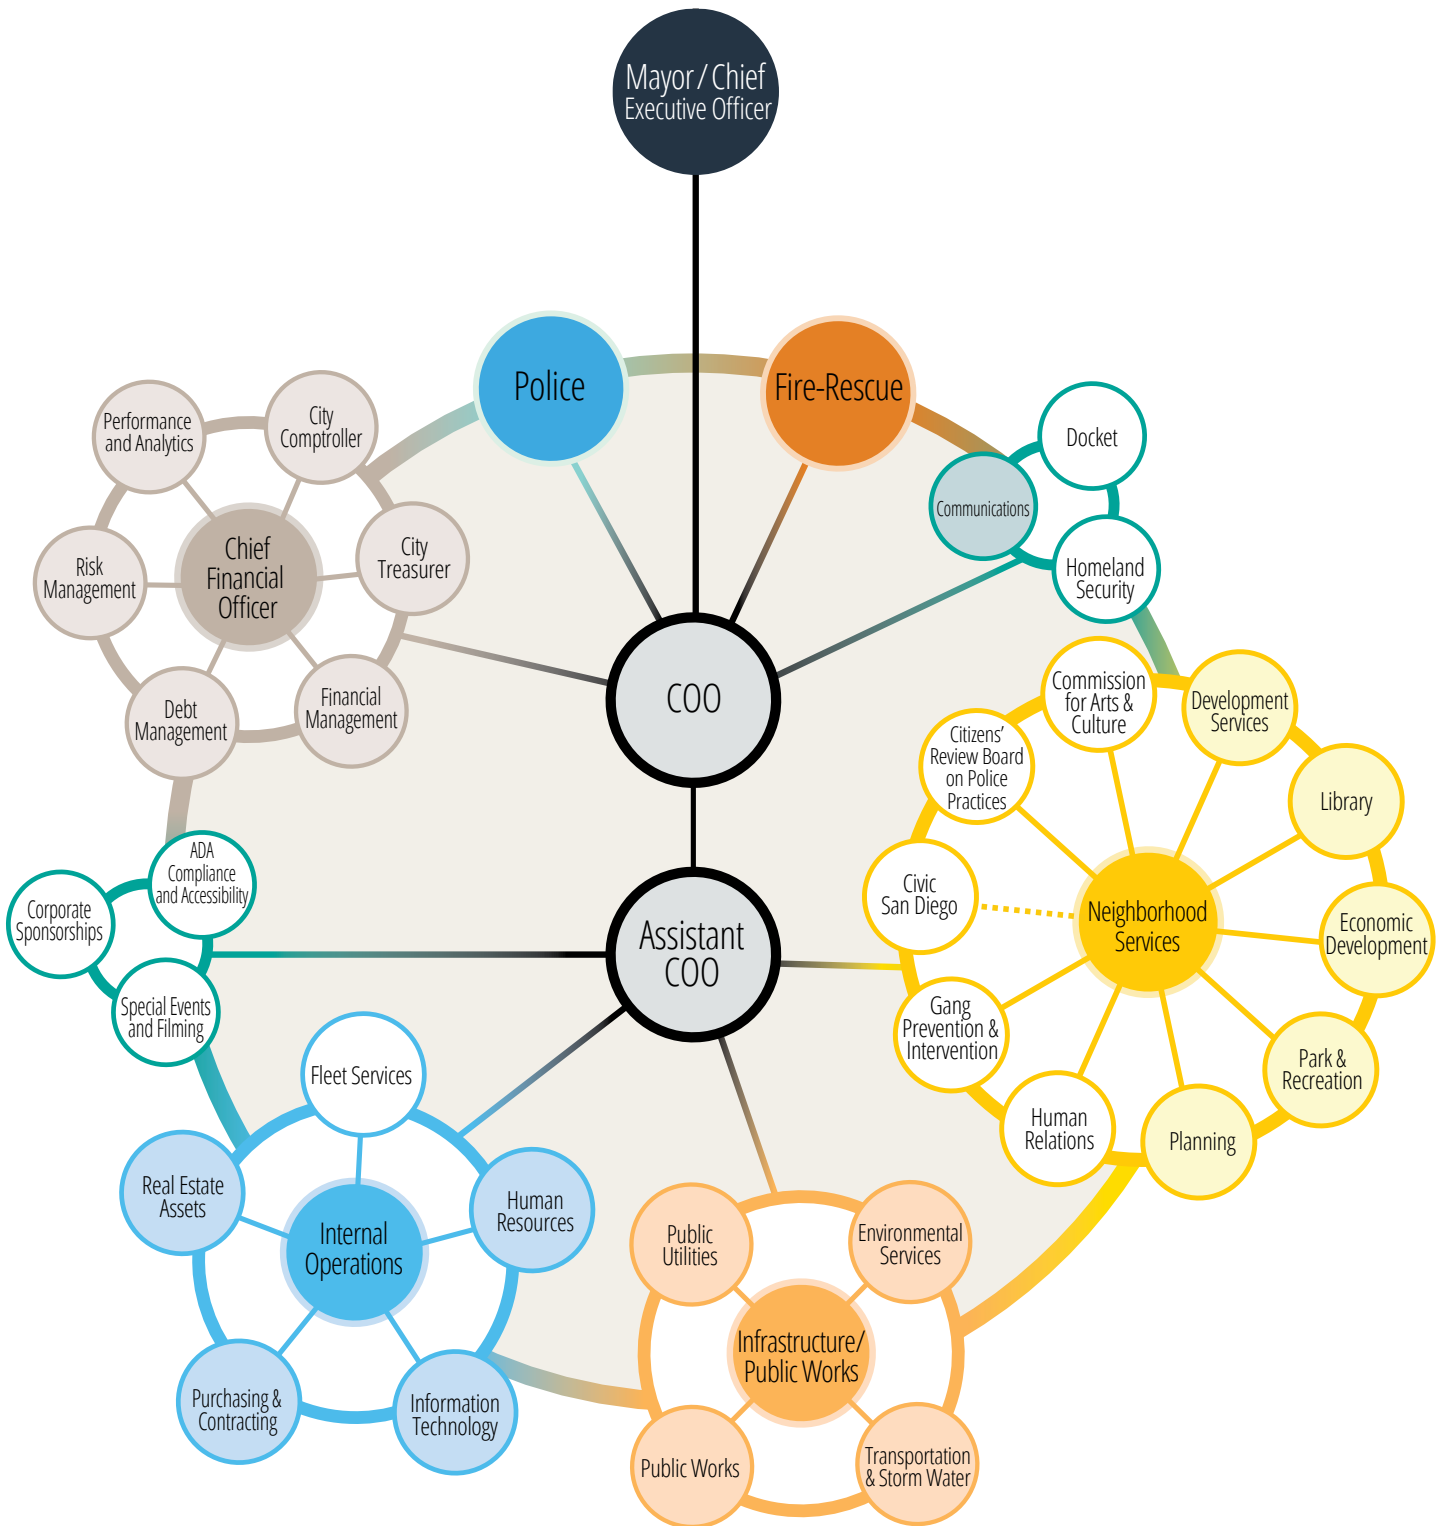 Mayor / Chief
Executive Officer
Police
Fire-Rescue
Performance
and Analytics
City
Comptroller
Docket
Communications
Chief
Financial
Officer
City
Treasurer
Risk
Management
Homeland
Security
COO
Debt
Management
Financial
Management
Commission
for Arts &
Culture
Development
Services
Citizens’
Review Board
on Police
Practices
Library
ADA
Compliance
and Accessibility
Corporate
Sponsorships
Civic
San Diego
Neighborhood
Services
Economic
Development
Assistant
COO
Special Events
and Filming
Gang
Prevention &
Intervention
Park &
Recreation
Fleet Services
Human
Relations
Planning
Real Estate
Assets
Human
Resources
Internal
Operations
Public
Utilities
Environmental
Services
Infrastructure/
Public Works
Purchasing &
Contracting
Information
Technology
Public Works
Transportation
& Storm Water